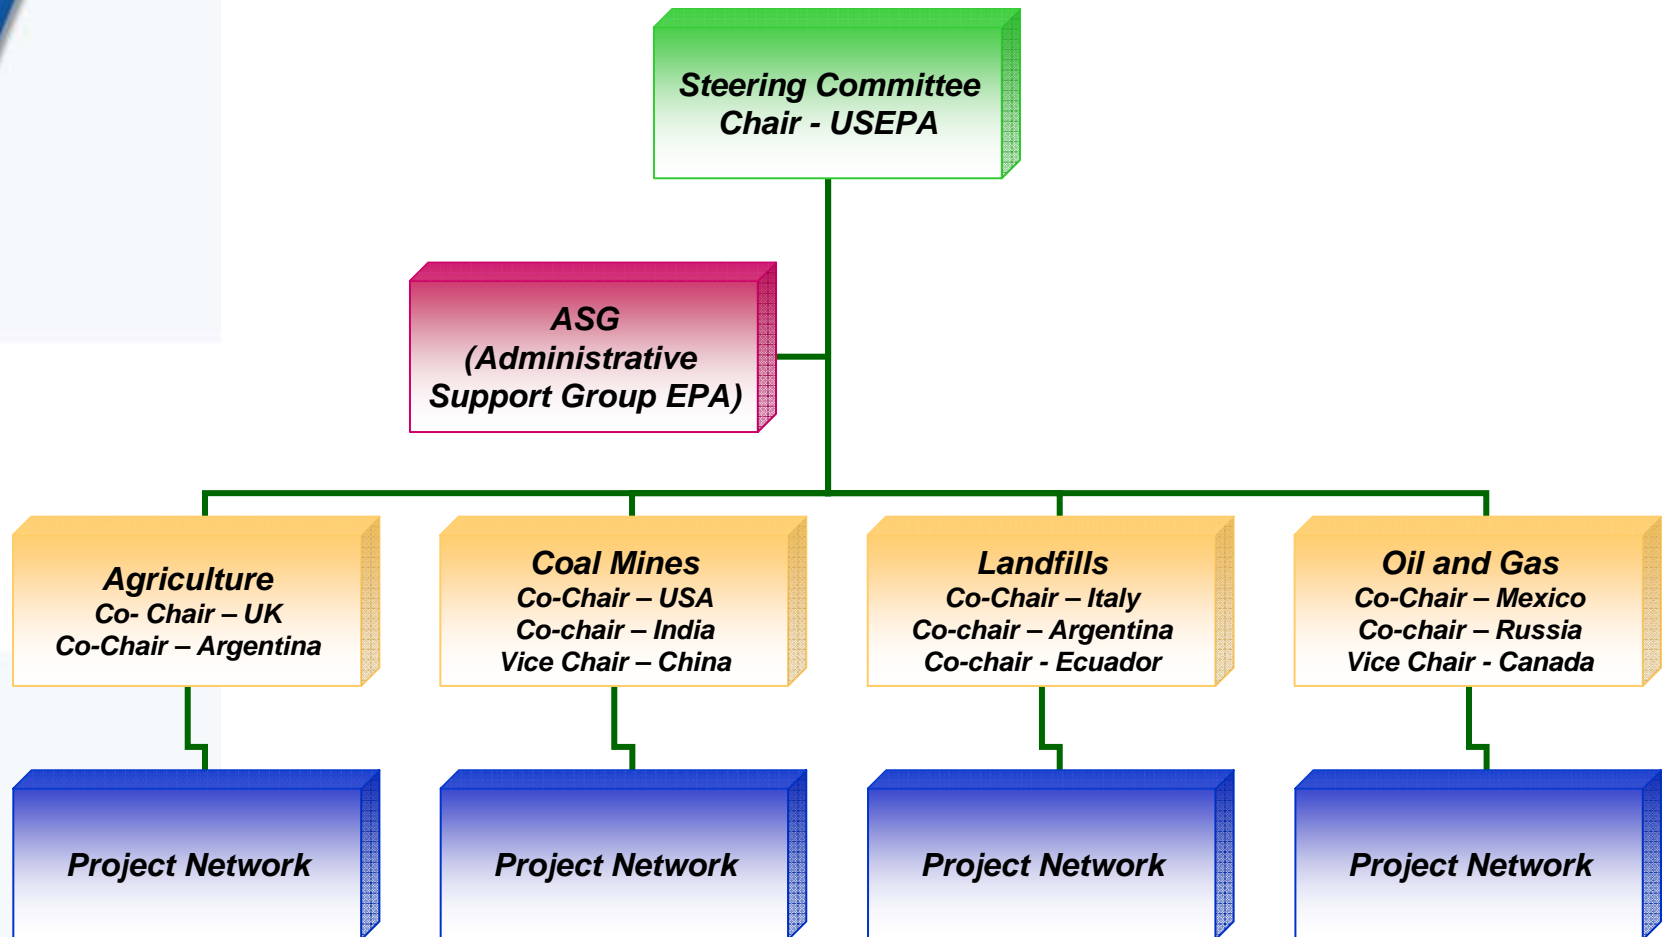 Steering Committee
Chair - USEPA
ASG
(Administrative
Support Group EPA)
Agriculture
Co- Chair – UK
Co-Chair – Argentina
Coal Mines
Co-Chair – USA
Co-chair – India
Vice Chair – China
Landfills
Co-Chair – Italy
Co-chair – Argentina
Co-chair - Ecuador
Oil and Gas
Co-Chair – Mexico
Co-chair – Russia
Vice Chair - Canada
Project Network
Project Network
Project Network
Project Network